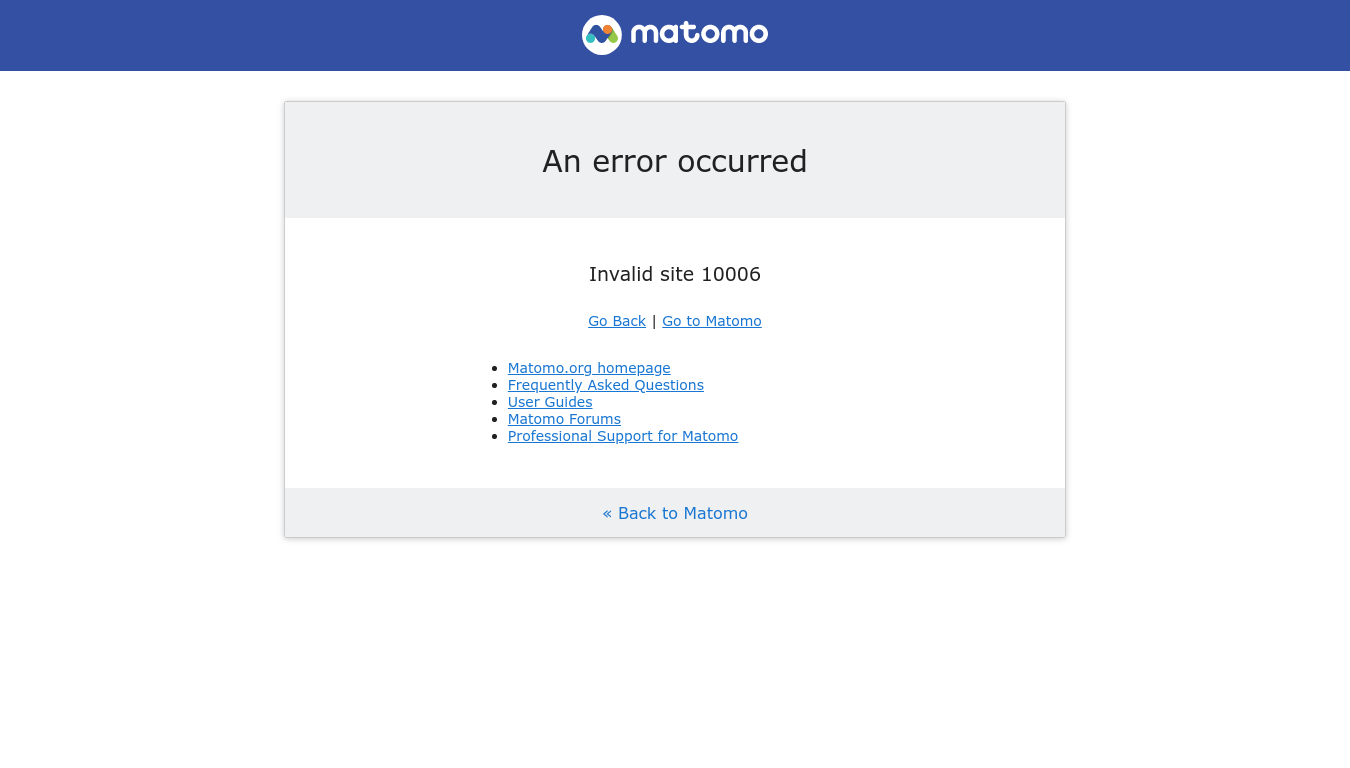 matomo
An error occurred
Invalid site 10006
Go Back | Go to Matomo
Matomo.org homepage
Frequently Asked Questions
User Guides
Matomo Forums
Professional Support for Matomo
« Back to Matomo